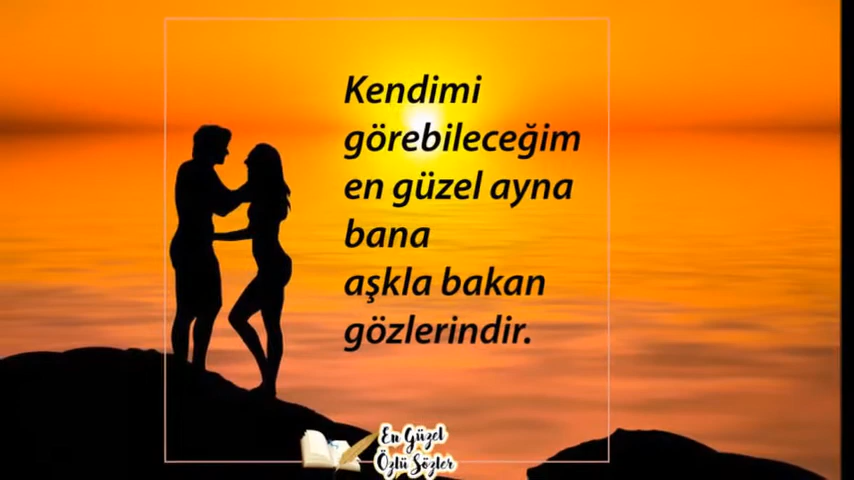 Kendimi
görebileceğim
en güzel ayna
bana
aşkla bakan
gözlerindir.
En Güzel
Özlü Sözler